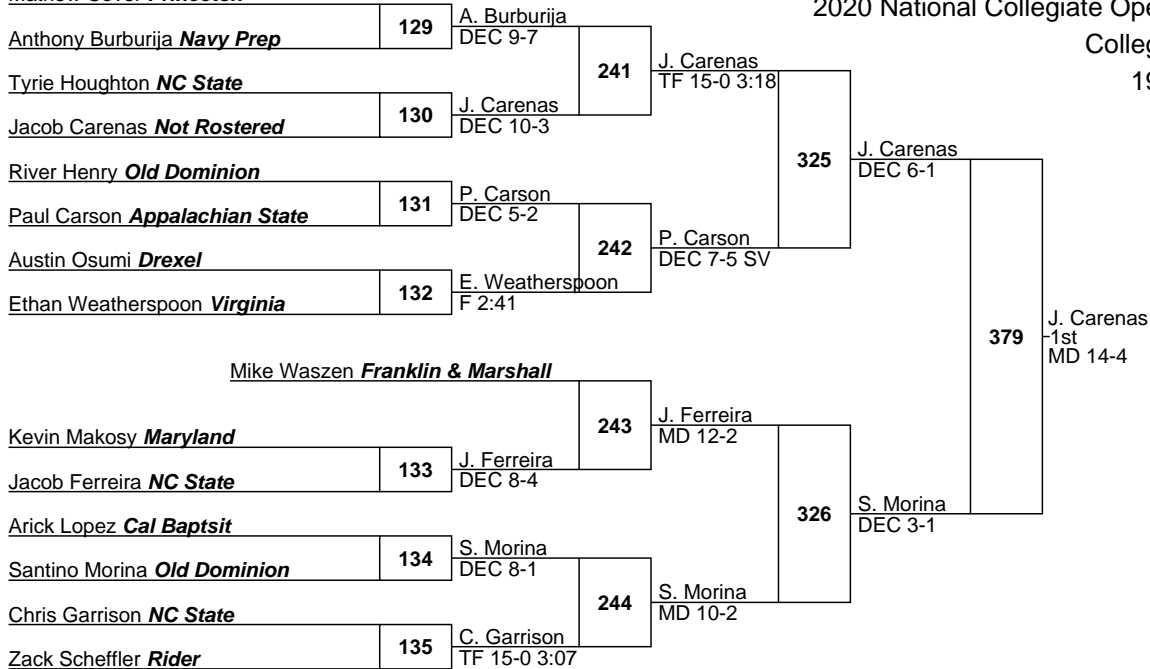 2020 National Collegiate Ope
Colleg
19
Anthony Burburija Navy Prep
129
A. Burburija
DEC 9-7
Tyrie Houghton NC State
Jacob Carenas Not Rostered
130
J. Carenas
DEC 10-3
241
J. Carenas
TF 15-0 3:18
River Henry Old Dominion
Paul Carson Appalachian State
131
P. Carson
DEC 5-2
Austin Osumi Drexel
Ethan Weatherspoon Virginia
132
E. Weatherspoon
F 2:41
242
P. Carson
DEC 7-5 SV
325
J. Carenas
DEC 6-1
Mike Waszen Franklin & Marshall
Kevin Makosy Maryland
Jacob Ferreira NC State
133
J. Ferreira
DEC 8-4
243
J. Ferreira
MD 12-2
Arick Lopez Cal Baptsit
Santino Morina Old Dominion
134
S. Morina
DEC 8-1
Chris Garrison NC State
Zack Scheffler Rider
135
C. Garrison
TF 15-0 3:07
244
S. Morina
MD 10-2
326
S. Morina
DEC 3-1
379
J. Carenas
1st
MD 14-4